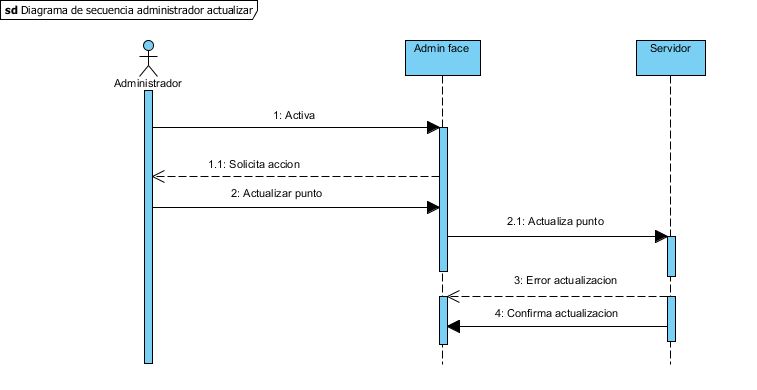 sd Diagrama de secuencia administrador actualizar
Admin face
Servidor
Administrador
1: Activa
1.1: Solicita accion
2: Actualizar punto
2.1: Actualiza punto
3: Error actualizacion
4: Confirma actualizacion